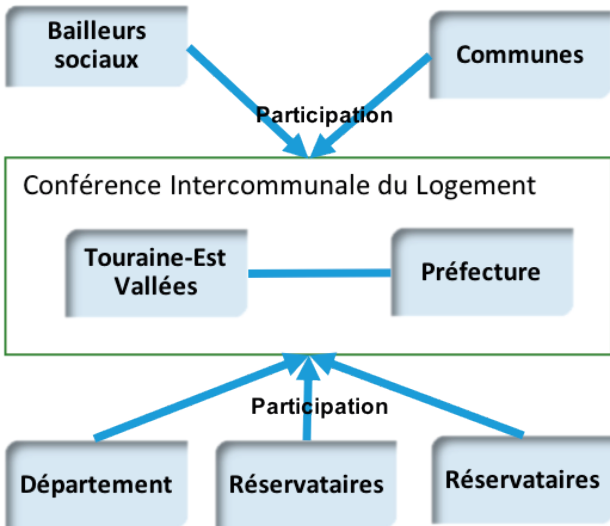 Bailleurs
sociaux
Communes
Participation
Conférence Intercommunale du Logement
Touraine-Est
Vallées
Préfecture
Participation
Département
Réservataires
Réservataires